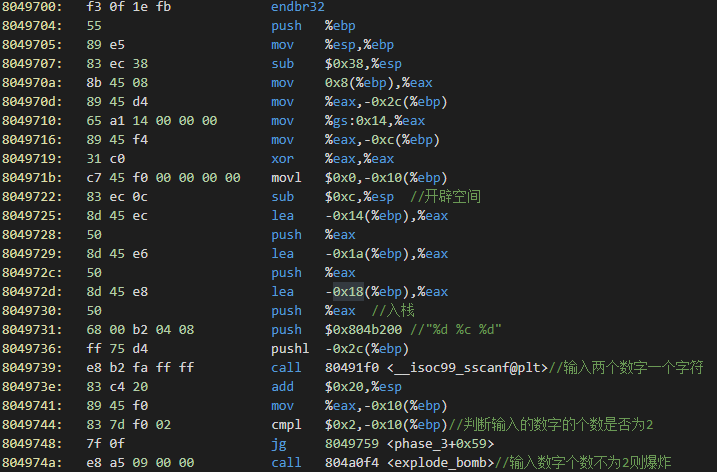 8049700: f3 0f 1e fb endbr32
8049704: 55 push %ebp
8049705: 89 e5 mov %esp,%ebp
8049707: 83 ec 38 sub $0x38,%esp
804970a: 8b 45 08 mov 0x8(%ebp),%eax
804970d: 89 45 d4 mov %eax,-0x2c(%ebp)
8049710: 65 a1 14 00 00 00 mov %gs:0x14,%eax
8049716: 89 45 f4 mov %eax,-0xc(%ebp)
8049719: 31 c0 xor %eax,%eax
804971b: c7 45 f0 00 00 00 00 movl $0x0,-0x10(%ebp)
8049722: 83 ec 0c sub $0xc,%esp //开辟空间
8049725: 8d 45 ec lea -0x14(%ebp),%eax
8049728: 50 push %eax
8049729: 8d 45 e6 lea -0x1a(%ebp),%eax
804972c: 50 push %eax
804972d: 8d 45 e8 lea -0x18(%ebp),%eax
8049730: 50 push %eax //入栈
8049731: 68 00 b2 04 08 push $0x804b200 //"%d %c %d"
8049736: ff 75 d4 pushl -0x2c(%ebp)
8049739: e8 b2 fa ff ff call 80491f0 <__isoc99_sscanf@plt>//输入两个数字一个字符
804973e: 83 c4 20 add $0x20,%esp
8049741: 89 45 f0 mov %eax,-0x10(%ebp)
8049744: 83 7d f0 02 cmpl $0x2,-0x10(%ebp)//判断输入的数字的个数是否为2
8049748: 7f 0f jg 8049759 <phase_3+0x59>
804974a: e8 a5 09 00 00 call 804a0f4 <explode_bomb>//输入数字个数不为2则爆炸